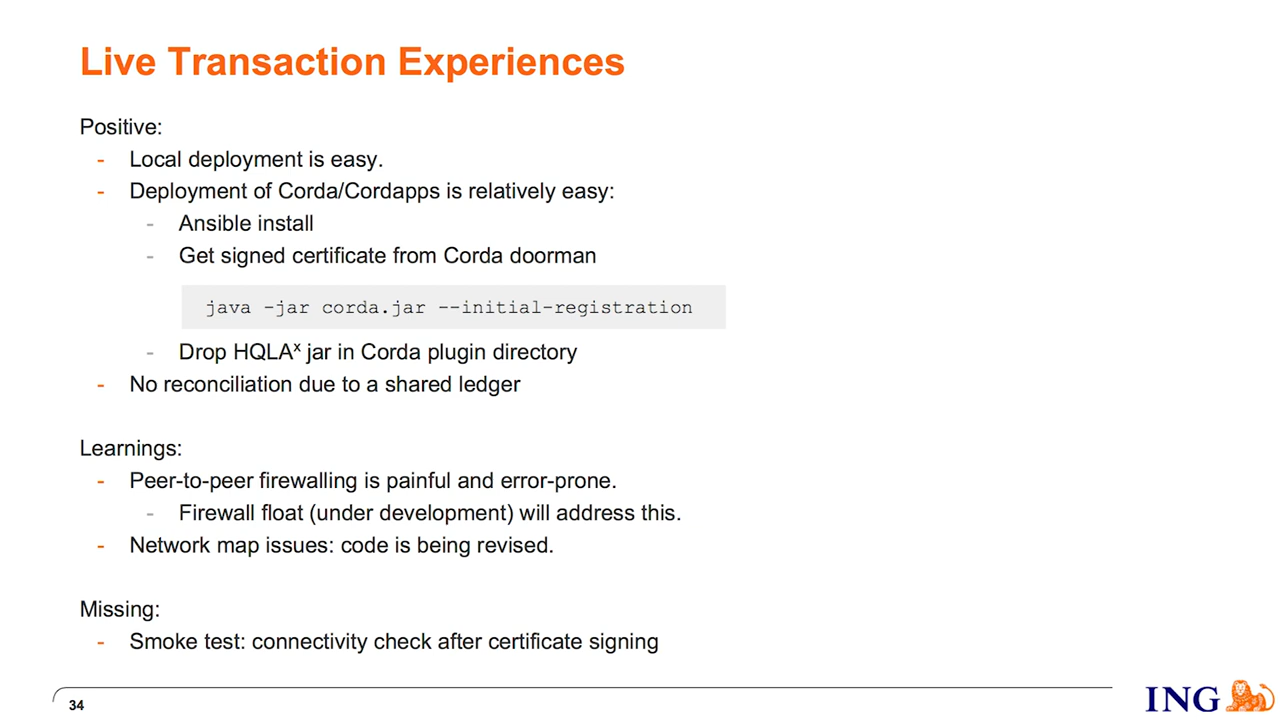 Live Transaction Experiences
Positive:
- Local deployment is easy.
- Deployment of Corda/Cordapps is relatively easy:
- Ansible install
- Get signed certificate from Corda doorman
java -jar corda.jar --initial-registration
- Drop HQLAˣ jar in Corda plugin directory
- No reconciliation due to a shared ledger
Learnings:
- Peer-to-peer firewalling is painful and error-prone.
- Firewall float (under development) will address this.
- Network map issues: code is being revised.
Missing:
- Smoke test: connectivity check after certificate signing
34
ING